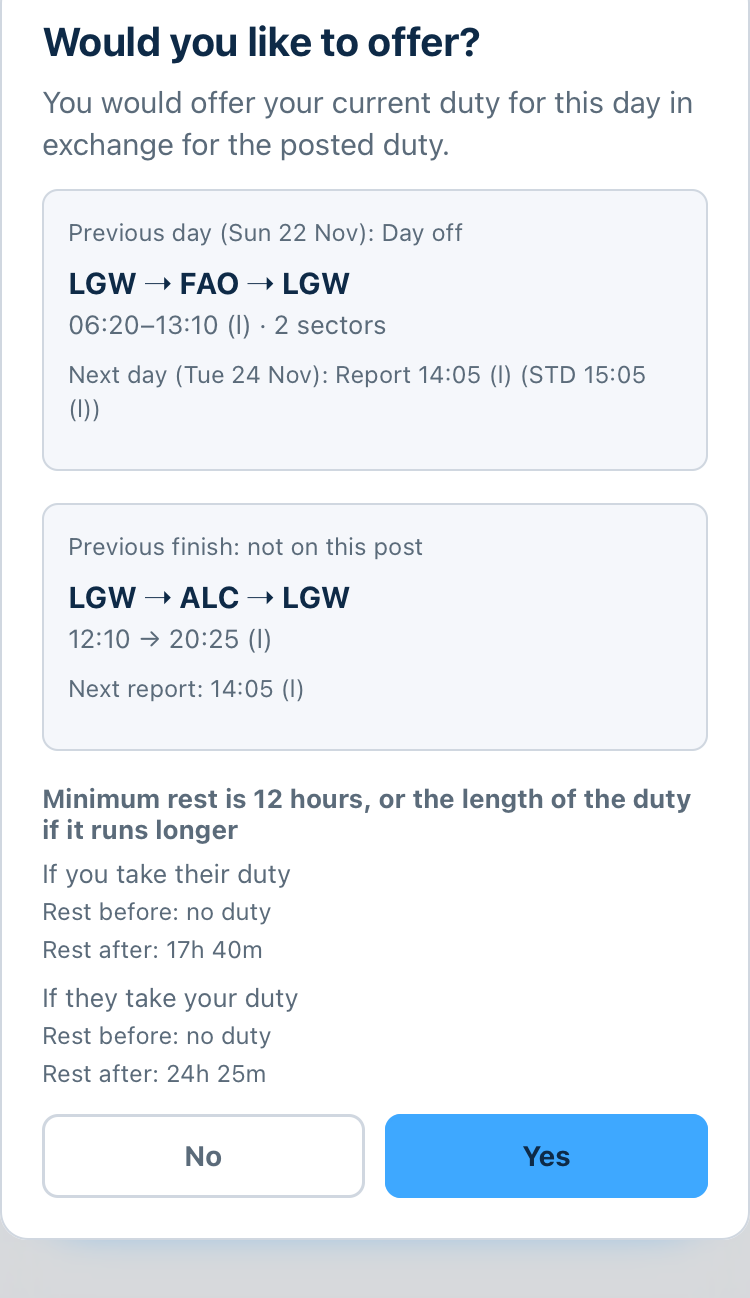 Would you like to offer?
You would offer your current duty for this day in
exchange for the posted duty.
Previous day (Sun 22 Nov): Day off
LGW → FAO → LGW
06:20–13:10 (l) · 2 sectors
Next day (Tue 24 Nov): Report 14:05 (l) (STD 15:05
(l))
Previous finish: not on this post
LGW → ALC → LGW
12:10 → 20:25 (l)
Next report: 14:05 (l)
Minimum rest is 12 hours, or the length of the duty
if it runs longer
If you take their duty
Rest before: no duty
Rest after: 17h 40m
If they take your duty
Rest before: no duty
Rest after: 24h 25m
No
Yes